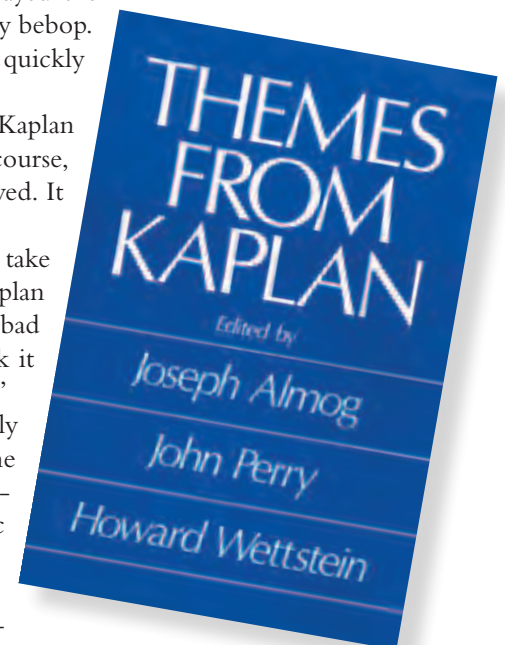 y bebop.
quickly
Kaplan
course,
ved. It
take
plan
bad
k it
’
ly
ne
–
c
–
THEMES
FROM
KAPLAN
Edited by
Joseph Almog
John Perry
Howard Wettstein